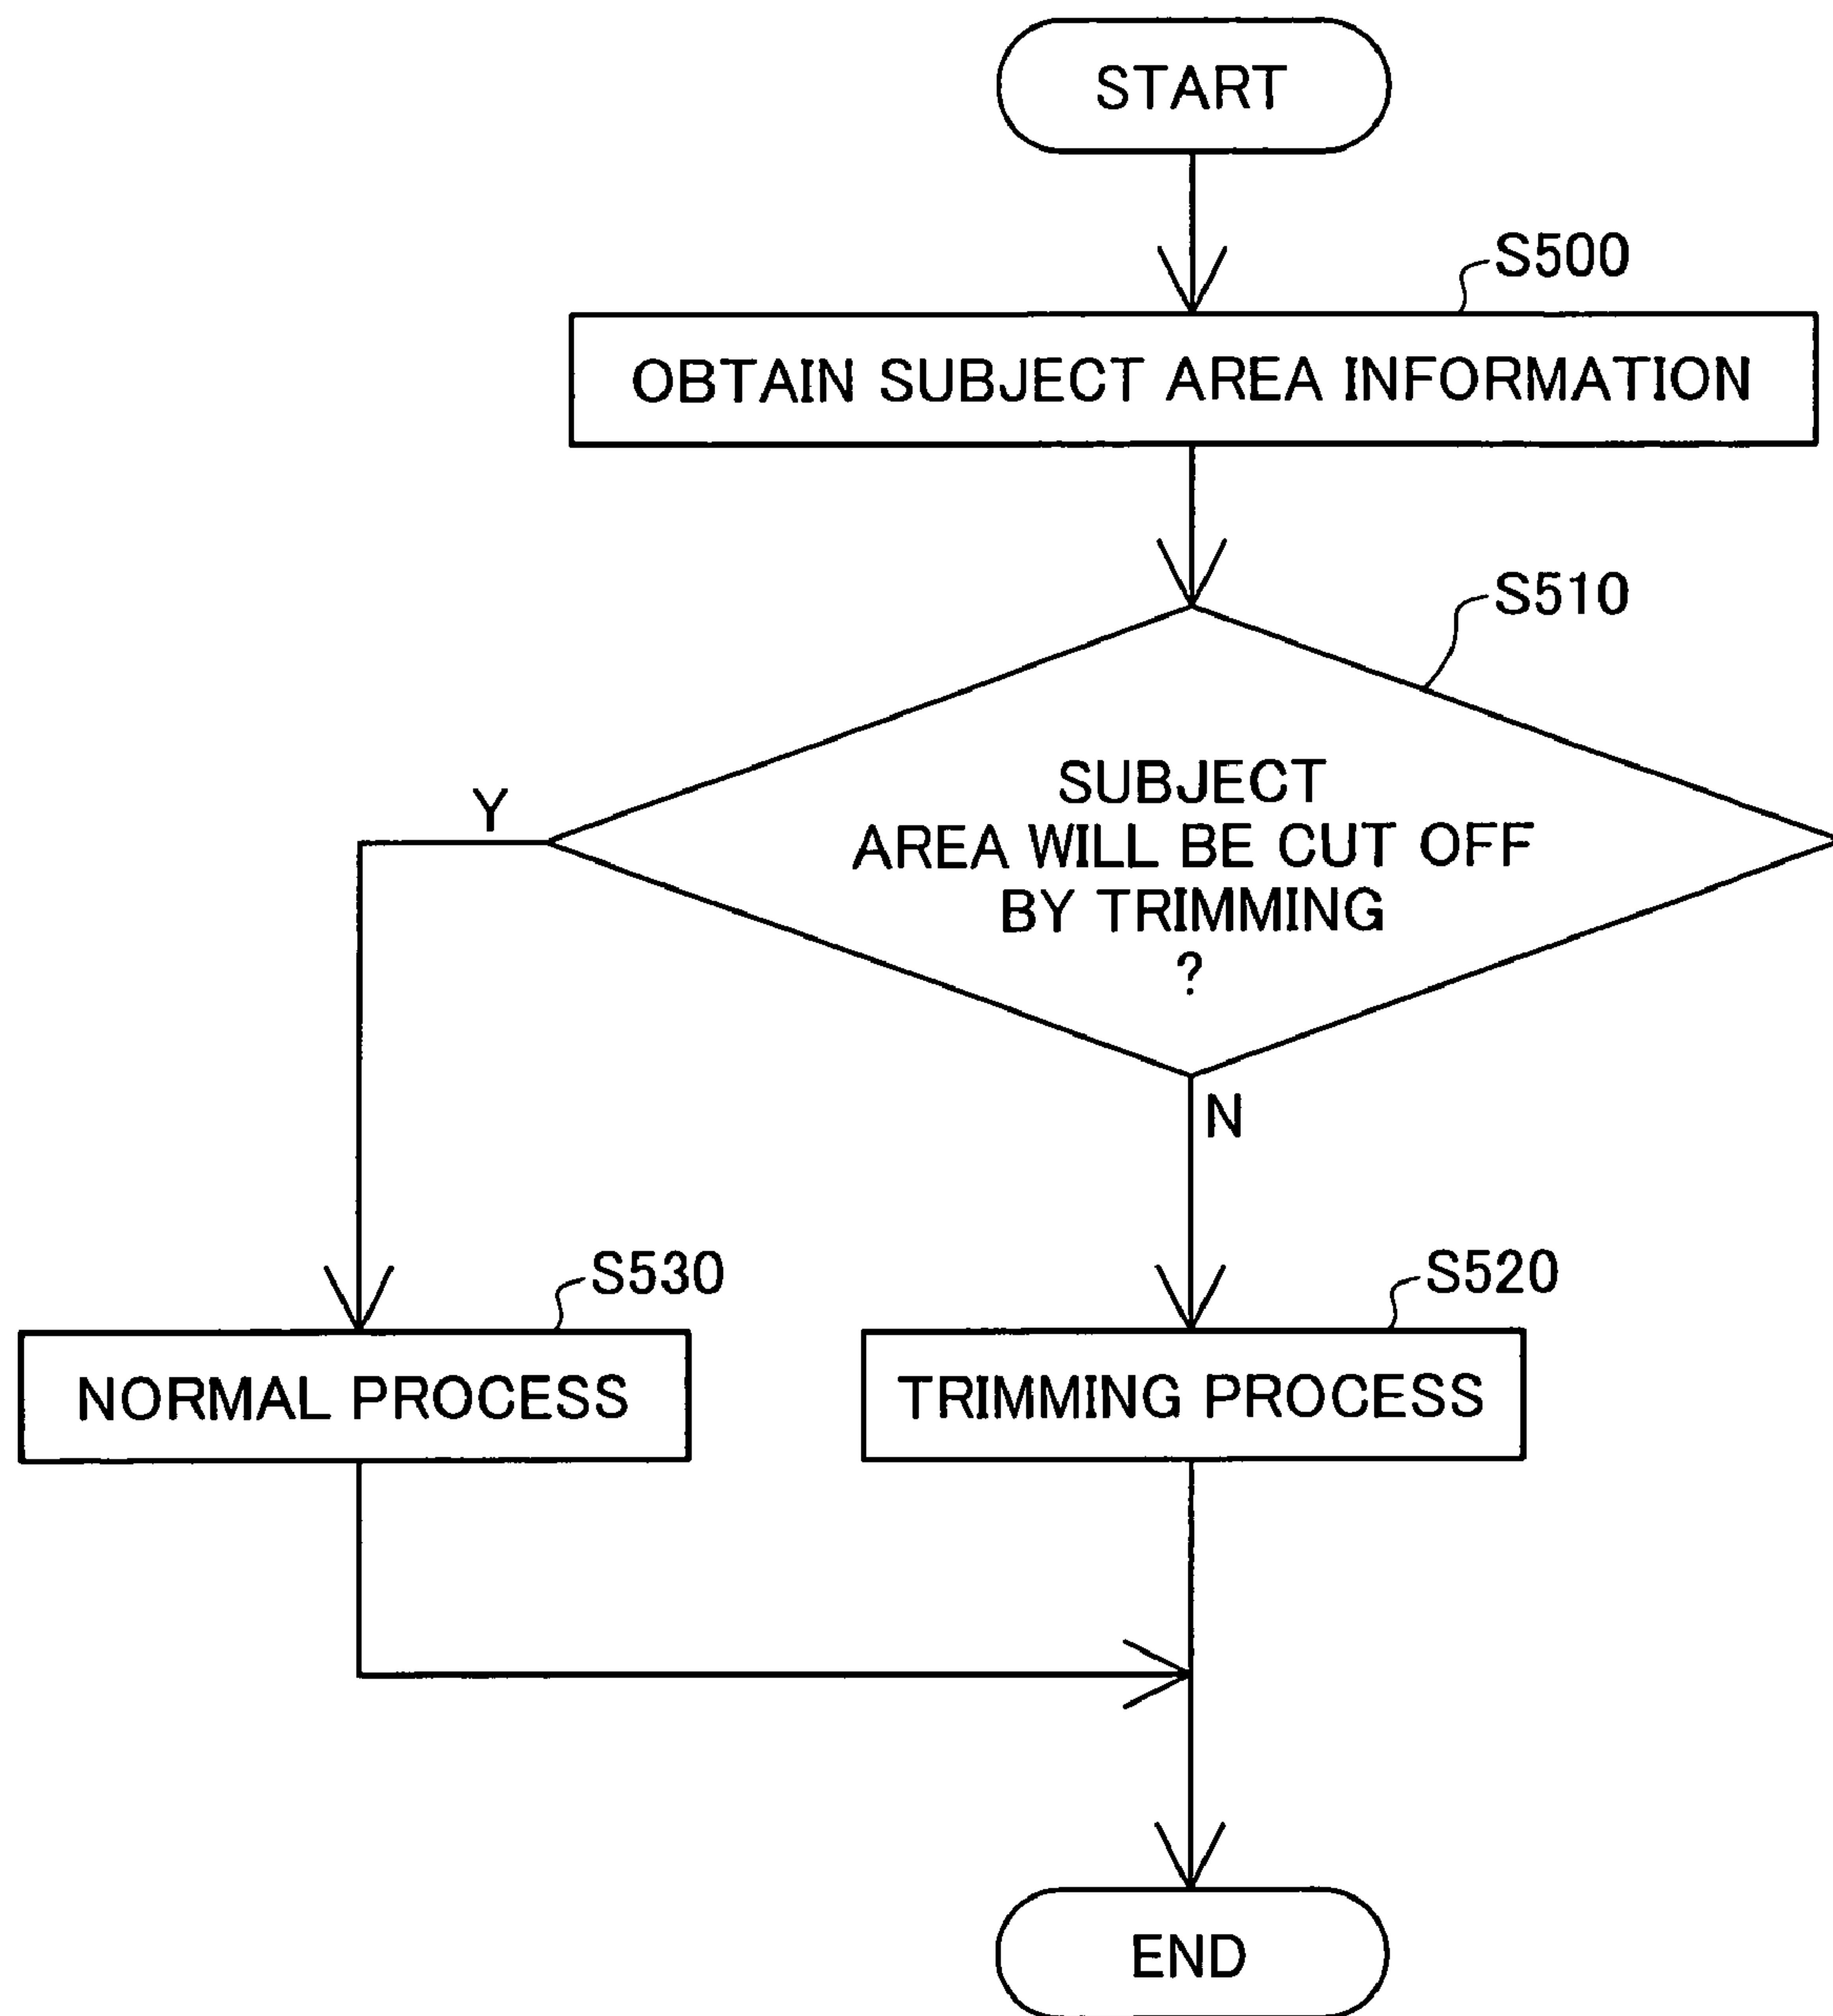 START
S500
OBTAIN SUBJECT AREA INFORMATION
S510
SUBJECT
AREA WILL BE CUT OFF
BY TRIMMING
?
Y
N
S530
S520
NORMAL PROCESS
TRIMMING PROCESS
END